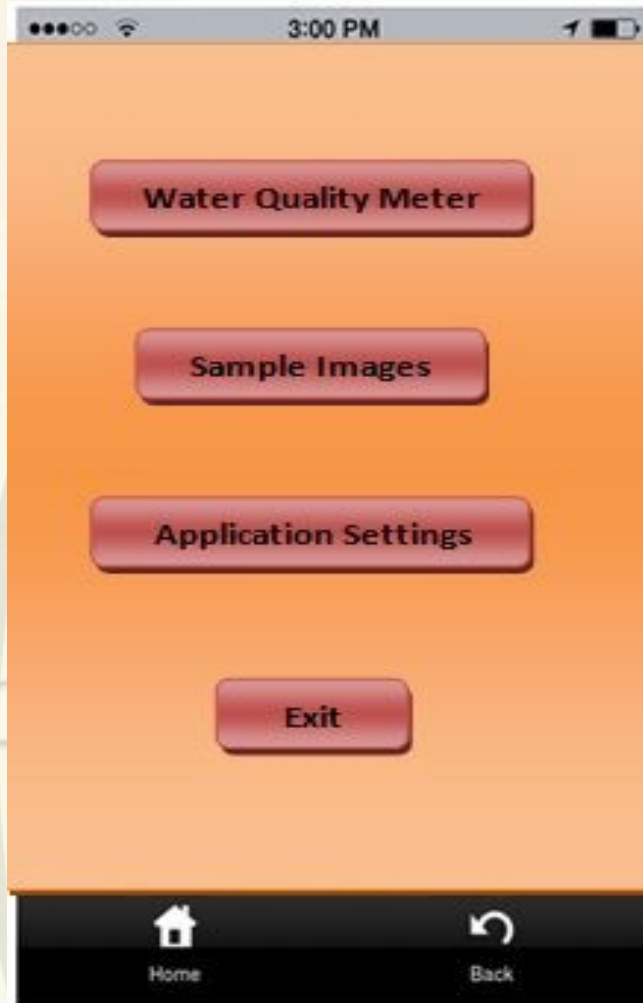 3:00 PM
Water Quality Meter
Sample Images
Application Settings
Exit
Home
Back